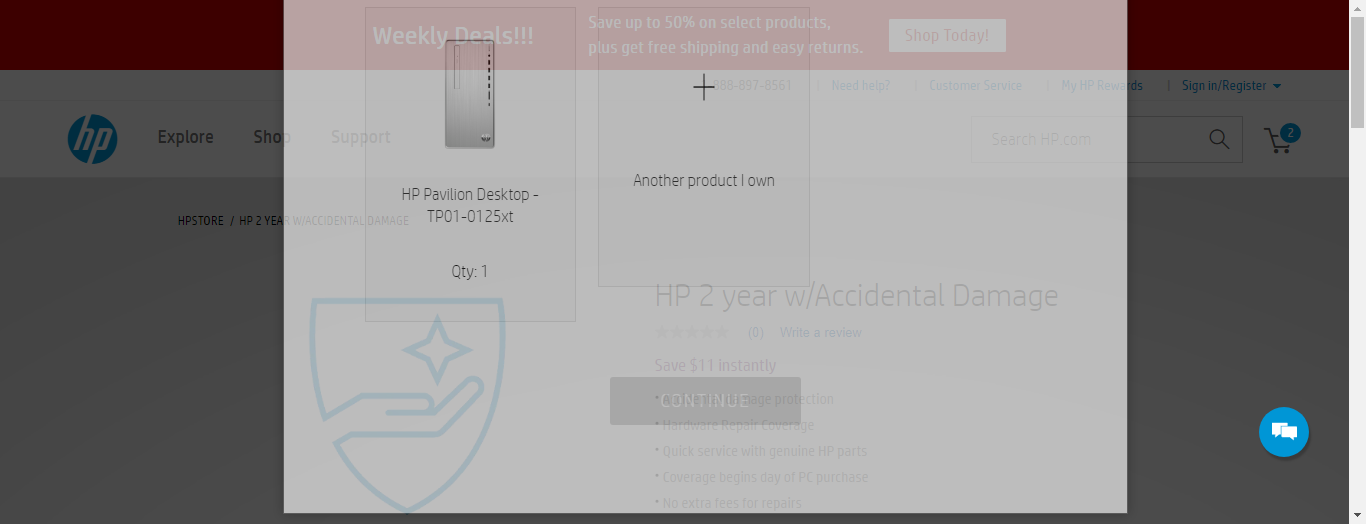 Weekly Deals!!!
Save up to 50% on select products,
plus get free shipping and easy returns.
Shop Today!
888-897-8561
Need help?
Customer Service
My HP Rewards
Sign in/Register
hp
Explore
Shop
Support
Search HP.com
2
HP Pavilion Desktop -
TP01-0125xt
Qty: 1
Another product I own
HPSTORE / HP 2 YEAR W/ACCIDENTAL DAMAGE
HP 2 year w/Accidental Damage
(0) Write a review
Save $11 instantly
CONTINUE
• Accidental damage protection
• Hardware Repair Coverage
• Quick service with genuine HP parts
• Coverage begins day of PC purchase
• No extra fees for repairs